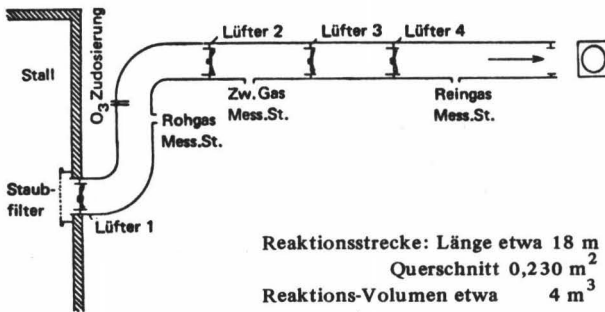 Lüfter 2 Lüfter 3 Lüfter 4
Stall
O₃ Zudosierung
Zw. Gas
Mess.St.
Reingas
Mess.St.
Rohgas
Mess.St.
Staub-
filter
Lüfter 1
Reaktionsstrecke: Länge etwa 18 m
Querschnitt 0,230 m²
Reaktions-Volumen etwa 4 m³